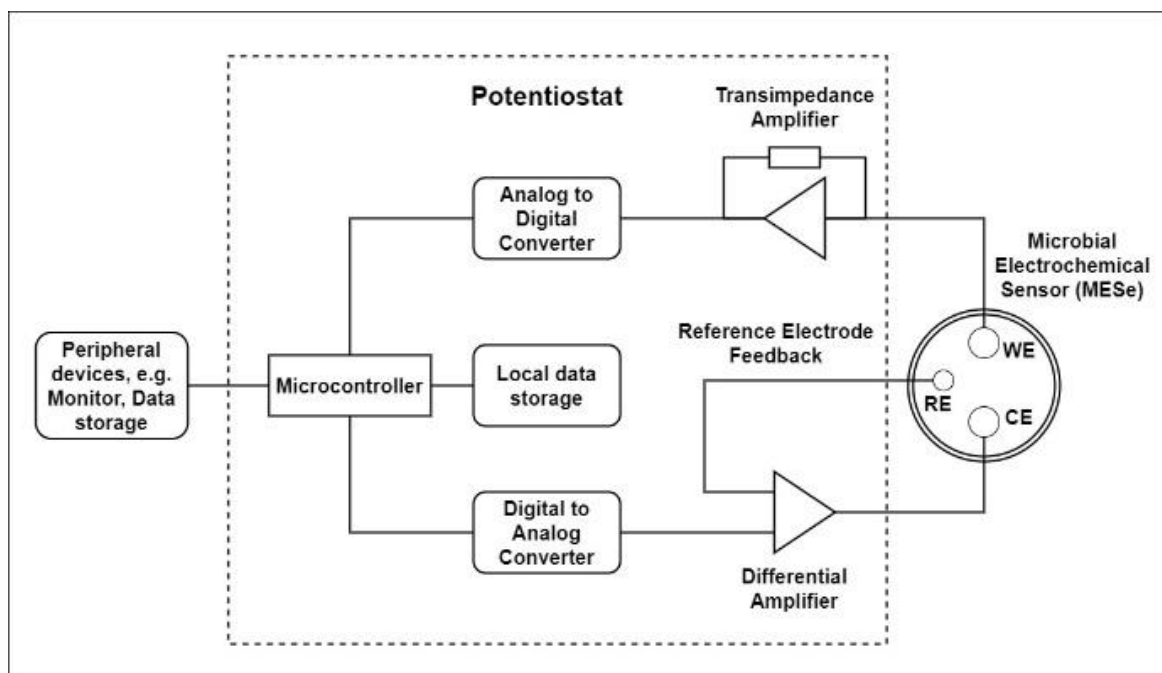 Potentiostat
Transimpedance
Amplifier
Analog to
Digital
Converter
Microbial
Electrochemical
Sensor (MESe)
Reference Electrode
Feedback
WE
RE
CE
Peripheral
devices, e.g.
Monitor, Data
storage
Microcontroller
Local data
storage
Digital to
Analog
Converter
Differential
Amplifier